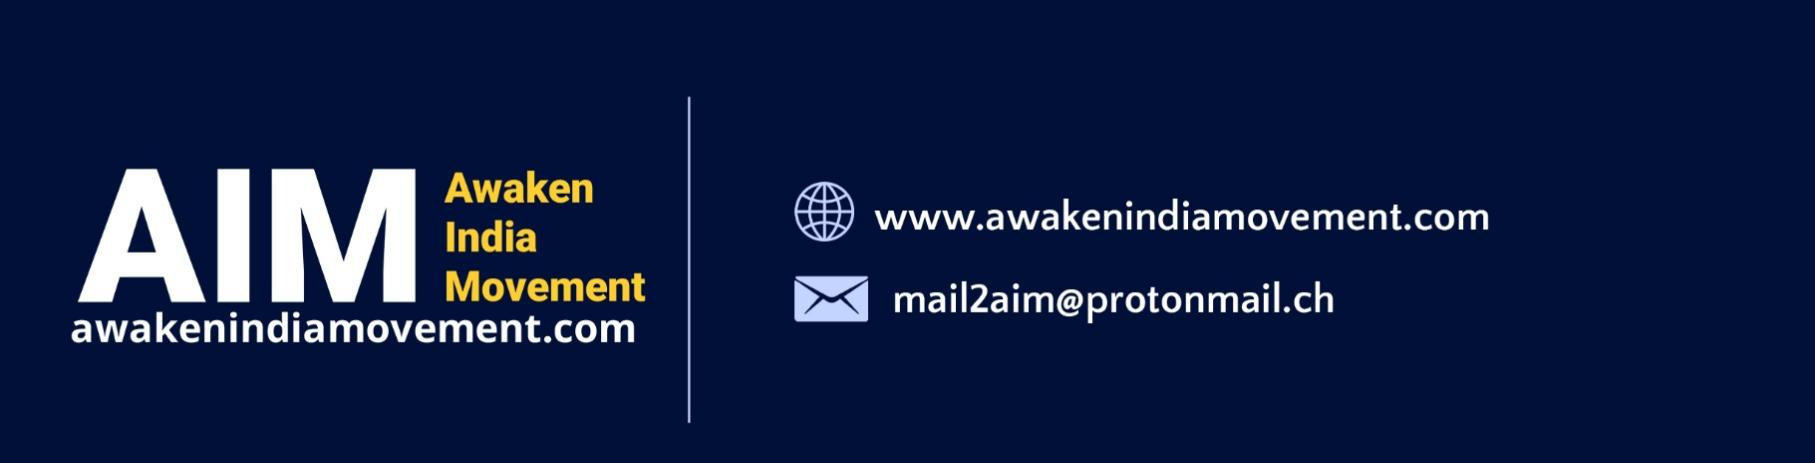 AIM
Awaken
India
Movement
awakenindiamovement.com
www.awakenindiamovement.com
mail2aim@protonmail.ch